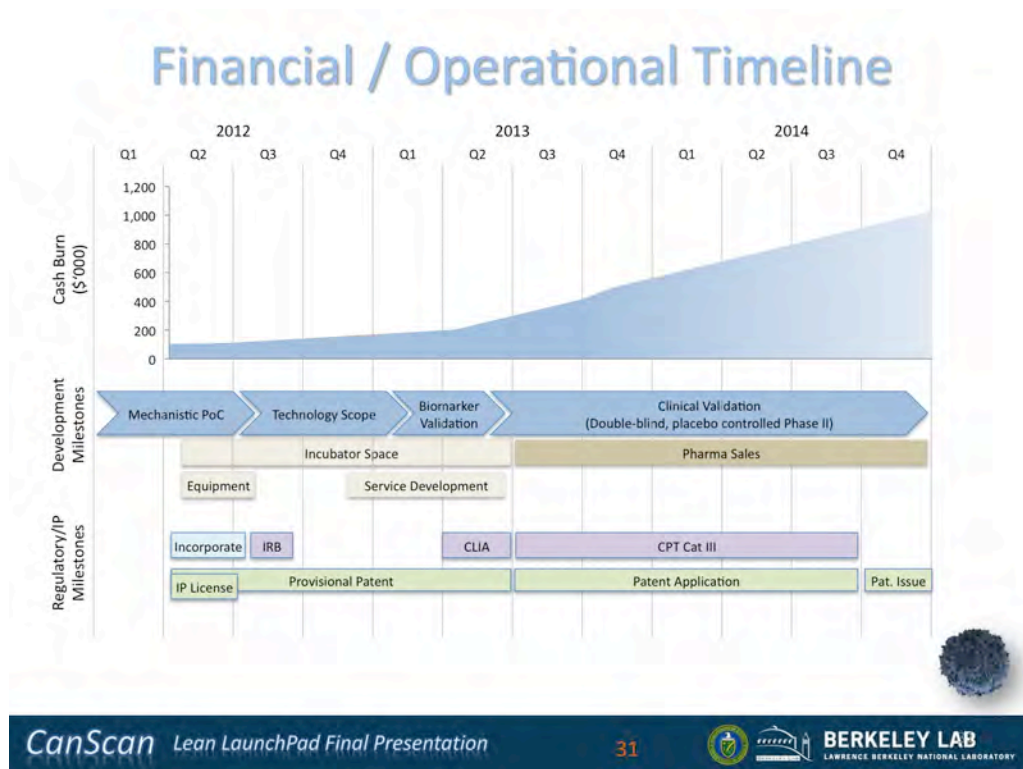 Financial / Operational Timeline
2012 2013 2014
Q1 Q2 Q3 Q4 Q1 Q2 Q3 Q4 Q1 Q2 Q3 Q4
Cash Burn
($'000)
1,200
1,000
800
600
400
200
0
Development
Milestones
Mechanistic PoC
Technology Scope
Biomarker
Validation
Clinical Validation
(Double-blind, placebo controlled Phase II)
Incubator Space
Pharma Sales
Equipment
Service Development
Regulatory/IP
Milestones
Incorporate
IRB
CLIA
CPT Cat III
IP License
Provisional Patent
Patent Application
Pat. Issue
CanScan Lean LaunchPad Final Presentation
31
BERKELEY LAB
LAWRENCE BERKELEY NATIONAL LABORATORY